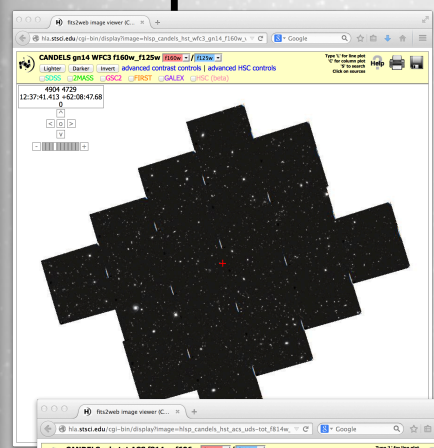 fits2web image viewer (C...
hla.stsci.edu/cgi-bin/display?image=hlsp_candels_hst_wfc3_gn14_f160w_
Google
CANDELS gn14 WFC3 f160w_f125w f160w / f125w
Type 'L' for line plot
'C' for column plot
'S' to search
Click on sources
Help
Lighter Darker Invert advanced contrast controls | advanced HSC controls
SDSS 2MASS GSC2 FIRST GALEX HSC (beta)
4904 4729
12:37:41.413 +62:08:47.68
0
^
< o >
v
- +
fits2web image viewer (C...
hla.stsci.edu/cgi-bin/display?image=hlsp_candels_hst_acs_uds-tot_f814w_
Google